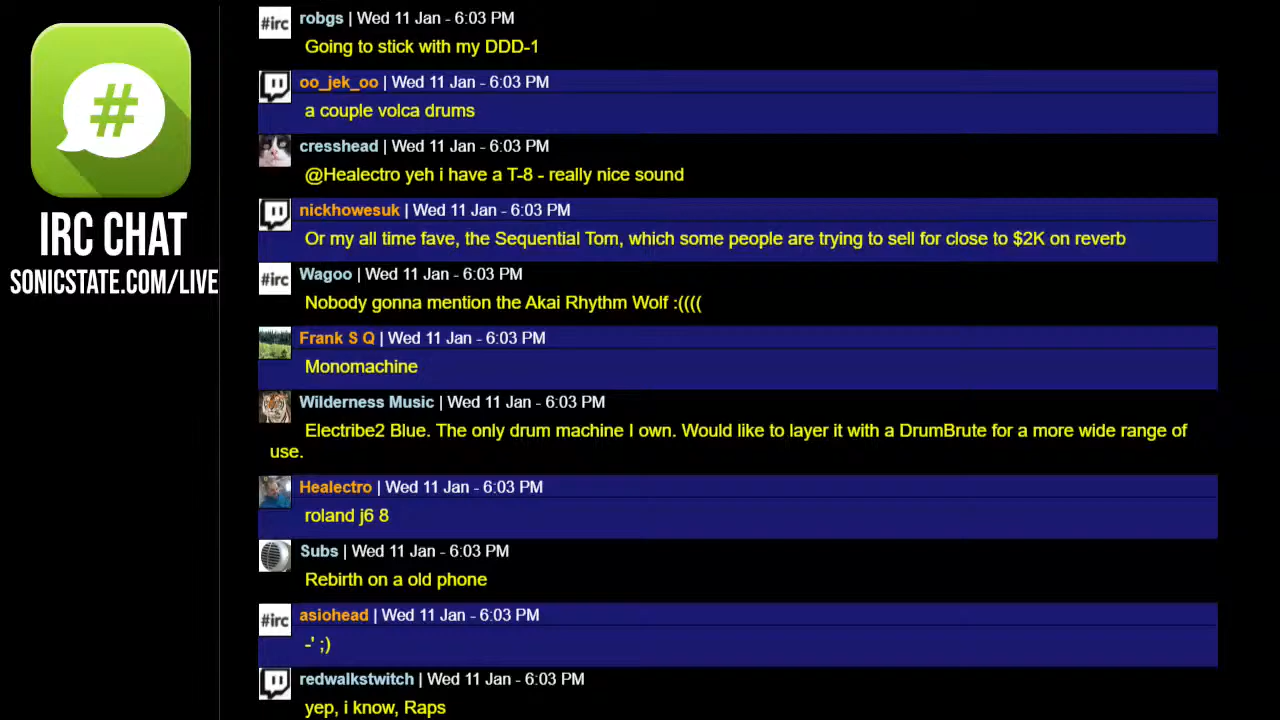 #irc
robgs | Wed 11 Jan - 6:03 PM
Going to stick with my DDD-1
oo_jek_oo | Wed 11 Jan - 6:03 PM
a couple volca drums
cresshead | Wed 11 Jan - 6:03 PM
@Healectro yeh i have a T-8 - really nice sound
nickhowesuk | Wed 11 Jan - 6:03 PM
Or my all time fave, the Sequential Tom, which some people are trying to sell for close to $2K on reverb
#irc
Wagoo | Wed 11 Jan - 6:03 PM
Nobody gonna mention the Akai Rhythm Wolf :((((
Frank S Q | Wed 11 Jan - 6:03 PM
Monomachine
Wilderness Music | Wed 11 Jan - 6:03 PM
Electribe2 Blue. The only drum machine I own. Would like to layer it with a DrumBrute for a more wide range of
use.
Healectro | Wed 11 Jan - 6:03 PM
roland j6 8
Subs | Wed 11 Jan - 6:03 PM
Rebirth on a old phone
#irc
asiohead | Wed 11 Jan - 6:03 PM
-' ;)
redwalkstwitch | Wed 11 Jan - 6:03 PM
yep, i know, Raps
#
IRC CHAT
SONICSTATE.COM/LIVE